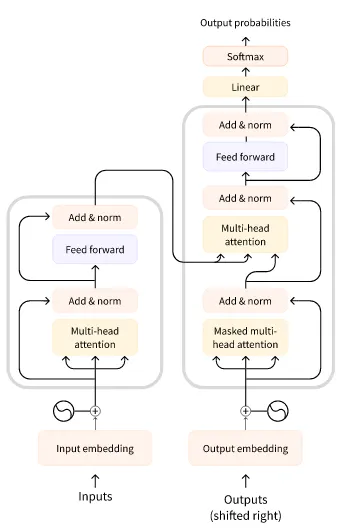 Output probabilities
Softmax
Linear
Add & norm
Feed forward
Add & norm
Multi-head
attention
Add & norm
Masked multi-
head attention
Output embedding
Outputs
(shifted right)
Add & norm
Feed forward
Add & norm
Multi-head
attention
Input embedding
Inputs